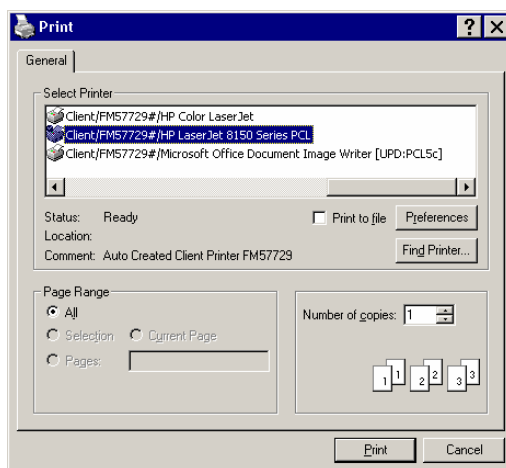 Print
General
Select Printer
Client/FM57729#/HP Color LaserJet
Client/FM57729#/HP LaserJet 8150 Series PCL
Client/FM57729#/Microsoft Office Document Image Writer [UPD:PCL5c]
Status: Ready
Print to file
Preferences
Location:
Comment: Auto Created Client Printer FM57729
Find Printer...
Page Range
All
Selection
Current Page
Pages:
Number of copies: 1
1 1 2 2 3 3
Print
Cancel